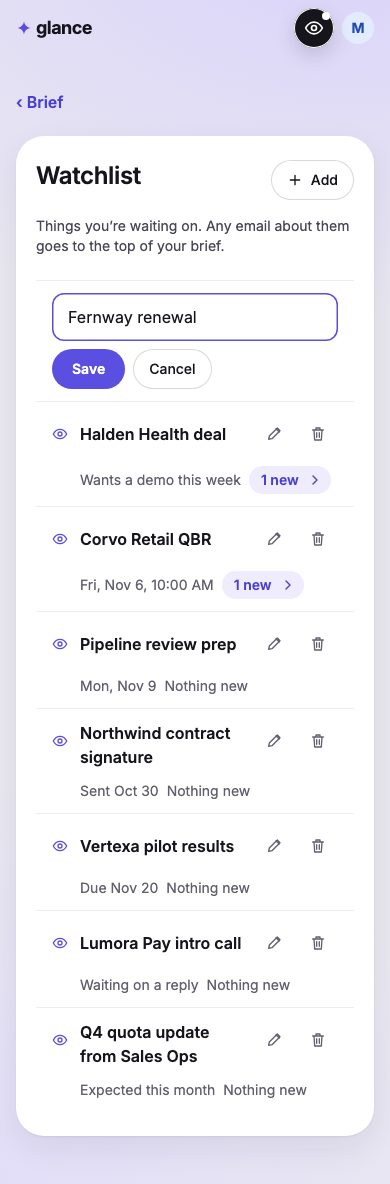 glance
M
‹ Brief
Watchlist
+ Add
Things you’re waiting on. Any email about them
goes to the top of your brief.
Fernway renewal
Save
Cancel
Halden Health deal
Wants a demo this week 1 new
Corvo Retail QBR
Fri, Nov 6, 10:00 AM 1 new
Pipeline review prep
Mon, Nov 9 Nothing new
Northwind contract
signature
Sent Oct 30 Nothing new
Vertexa pilot results
Due Nov 20 Nothing new
Lumora Pay intro call
Waiting on a reply Nothing new
Q4 quota update
from Sales Ops
Expected this month Nothing new